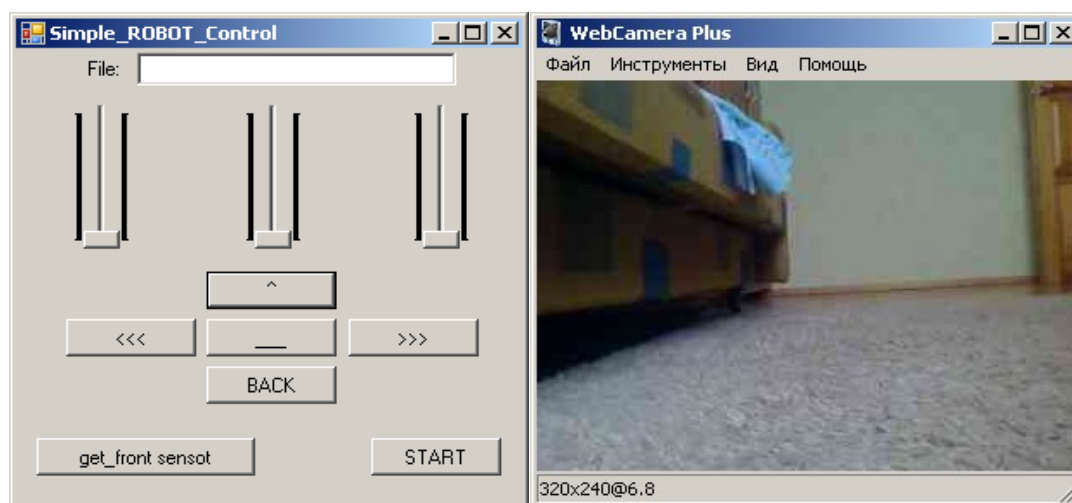 Simple_ROBOT_Control
File:
^
<<<
__
>>>
BACK
get_front sensot
START
WebCamera Plus
Файл Инструменты Вид Помощь
320x240@6.8